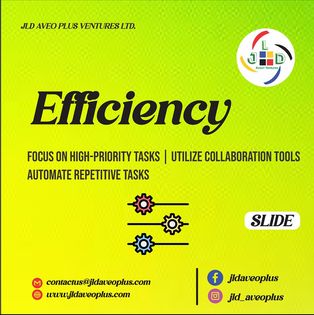 JLD AVEO PLUS VENTURES LTD.
L
J D
Efficiency
FOCUS ON HIGH-PRIORITY TASKS | UTILIZE COLLABORATION TOOLS
AUTOMATE REPETITIVE TASKS
SLIDE
contactus@jldaveoplus.com
www.jldaveoplus.com
jldaveoplus
jld_aveoplus